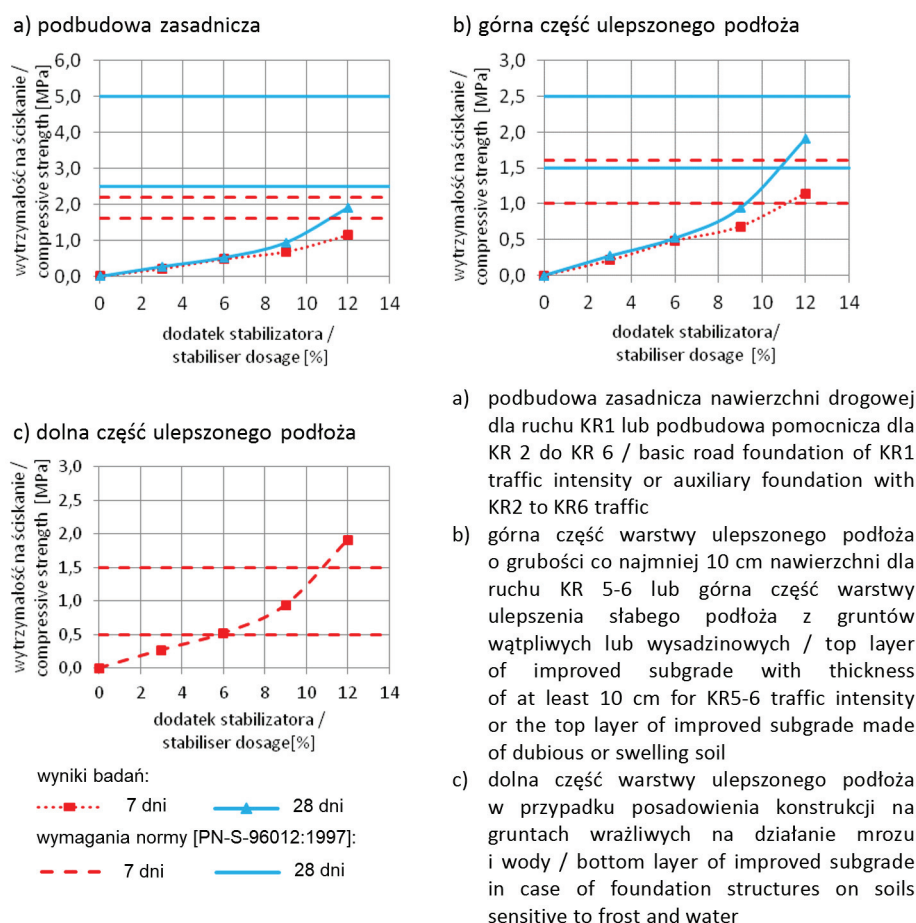 a) podbudowa zasadnicza
wytrzymałość na ściskanie /
compressive strength [MPa]
6,0
5,0
4,0
3,0
2,0
1,0
0,0
0 2 4 6 8 10 12 14
dodatek stabilizatora /
stabiliser dosage [%]
b) górna część ulepszonego podłoża
wytrzymałość na ściskanie /
compressive strength [MPa]
3,0
2,5
2,0
1,5
1,0
0,5
0,0
0 2 4 6 8 10 12 14
dodatek stabilizatora/
stabiliser dosage [%]
c) dolna część ulepszonego podłoża
wytrzymałość na ściskanie /
compressive strength [MPa]
3,0
2,5
2,0
1,5
1,0
0,5
0,0
0 2 4 6 8 10 12 14
dodatek stabilizatora /
stabiliser dosage[%]
wyniki badań:
7 dni 28 dni
wymagania normy [PN-S-96012:1997]:
7 dni 28 dni
a) podbudowa zasadnicza nawierzchni drogowej
dla ruchu KR1 lub podbudowa pomocnicza dla
KR 2 do KR 6 / basic road foundation of KR1
traffic intensity or auxiliary foundation with
KR2 to KR6 traffic
b) górna część warstwy ulepszonego podłoża
o grubości co najmniej 10 cm nawierzchni dla
ruchu KR 5-6 lub górna część warstwy
ulepszenia słabego podłoża z gruntów
wątpliwych lub wysadzinowych / top layer
of improved subgrade with thickness
of at least 10 cm for KR5-6 traffic intensity
or the top layer of improved subgrade made
of dubious or swelling soil
c) dolna część warstwy ulepszonego podłoża
w przypadku posadowienia konstrukcji na
gruntach wrażliwych na działanie mrozu
i wody / bottom layer of improved subgrade
in case of foundation structures on soils
sensitive to frost and water